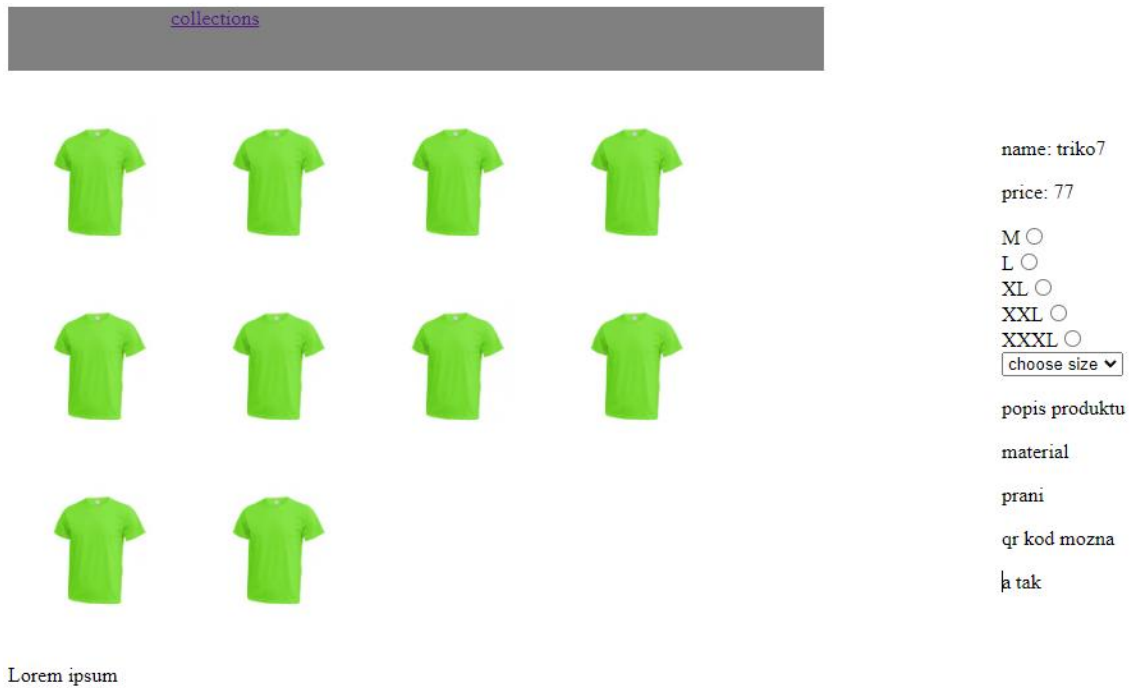 collections
name: triko7
price: 77
M
L
XL
XXL
XXXL
choose size
popis produktu
material
prani
qr kod mozna
a tak
Lorem ipsum